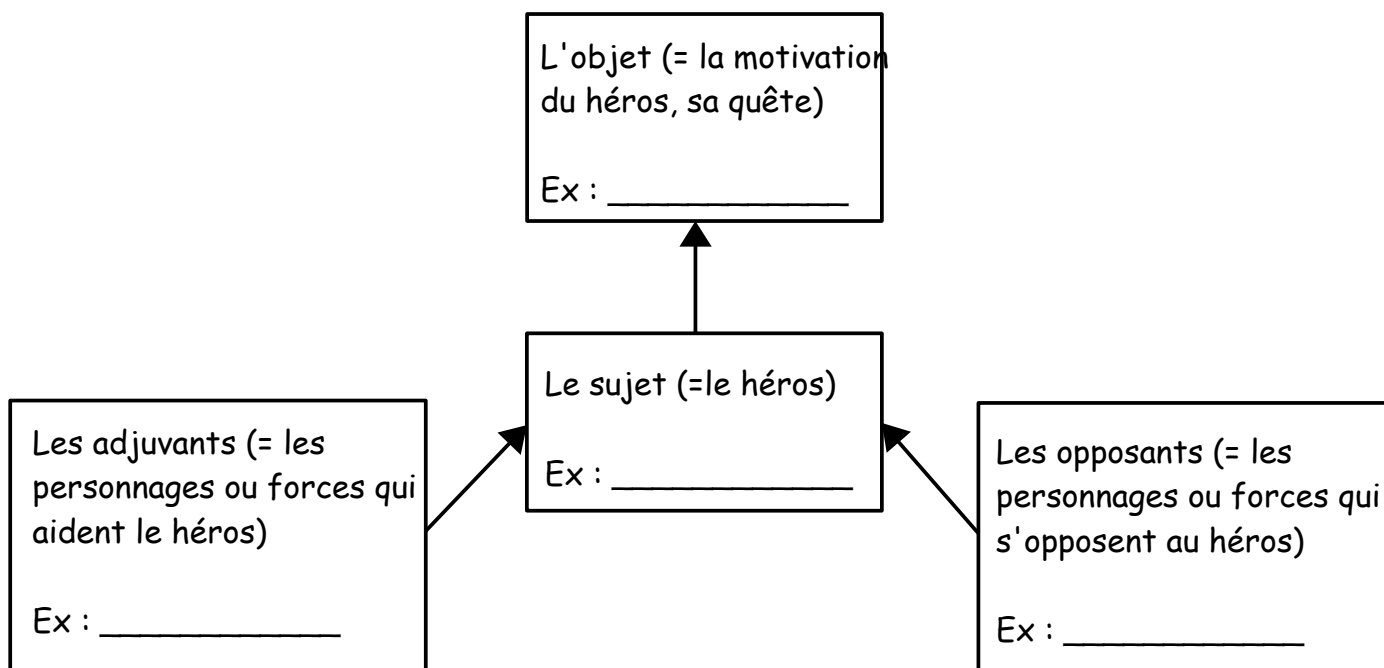 L'objet (= la motivation
du héros, sa quête)
Ex : ____________
Le sujet (=le héros)
Ex : ____________
Les adjuvants (= les
personnages ou forces qui
aident le héros)
Ex : ____________
Les opposants (= les
personnages ou forces qui
s'opposent au héros)
Ex : ____________